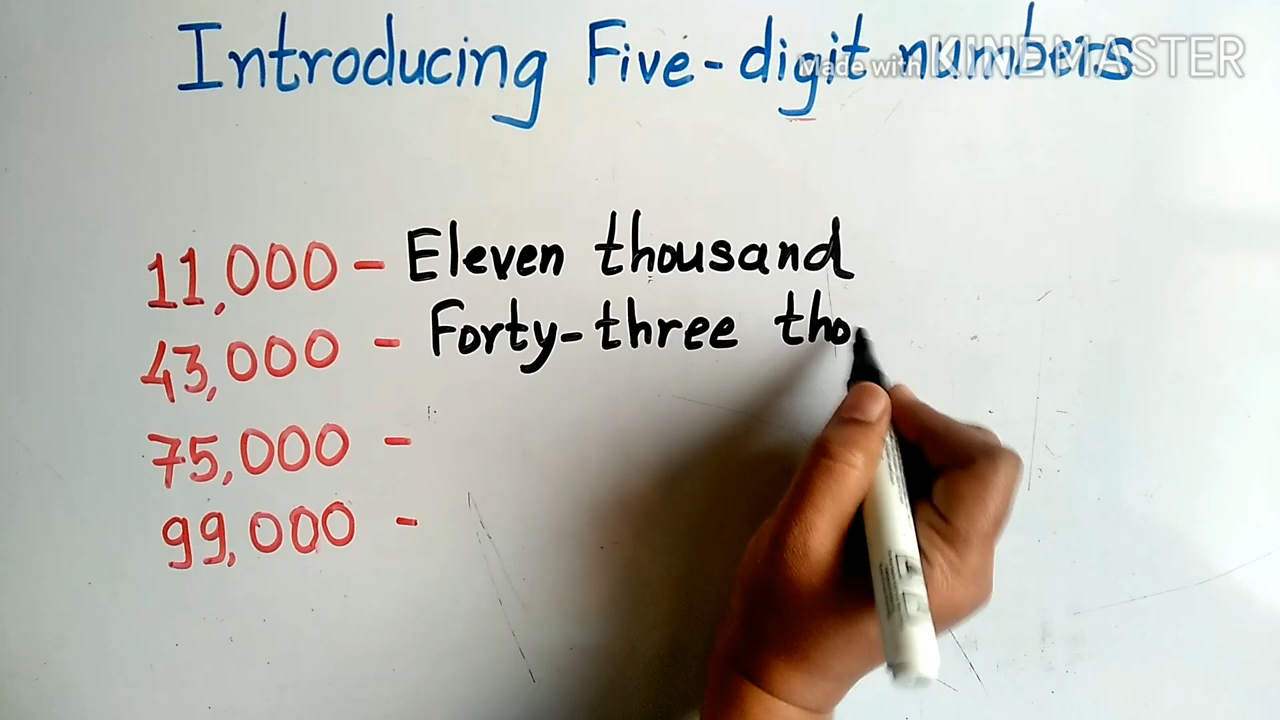 Introducing Five-digit numbers
Made with KINEMASTER
11,000 - Eleven thousand
43,000 - Forty-three tho
75,000 -
99,000 -